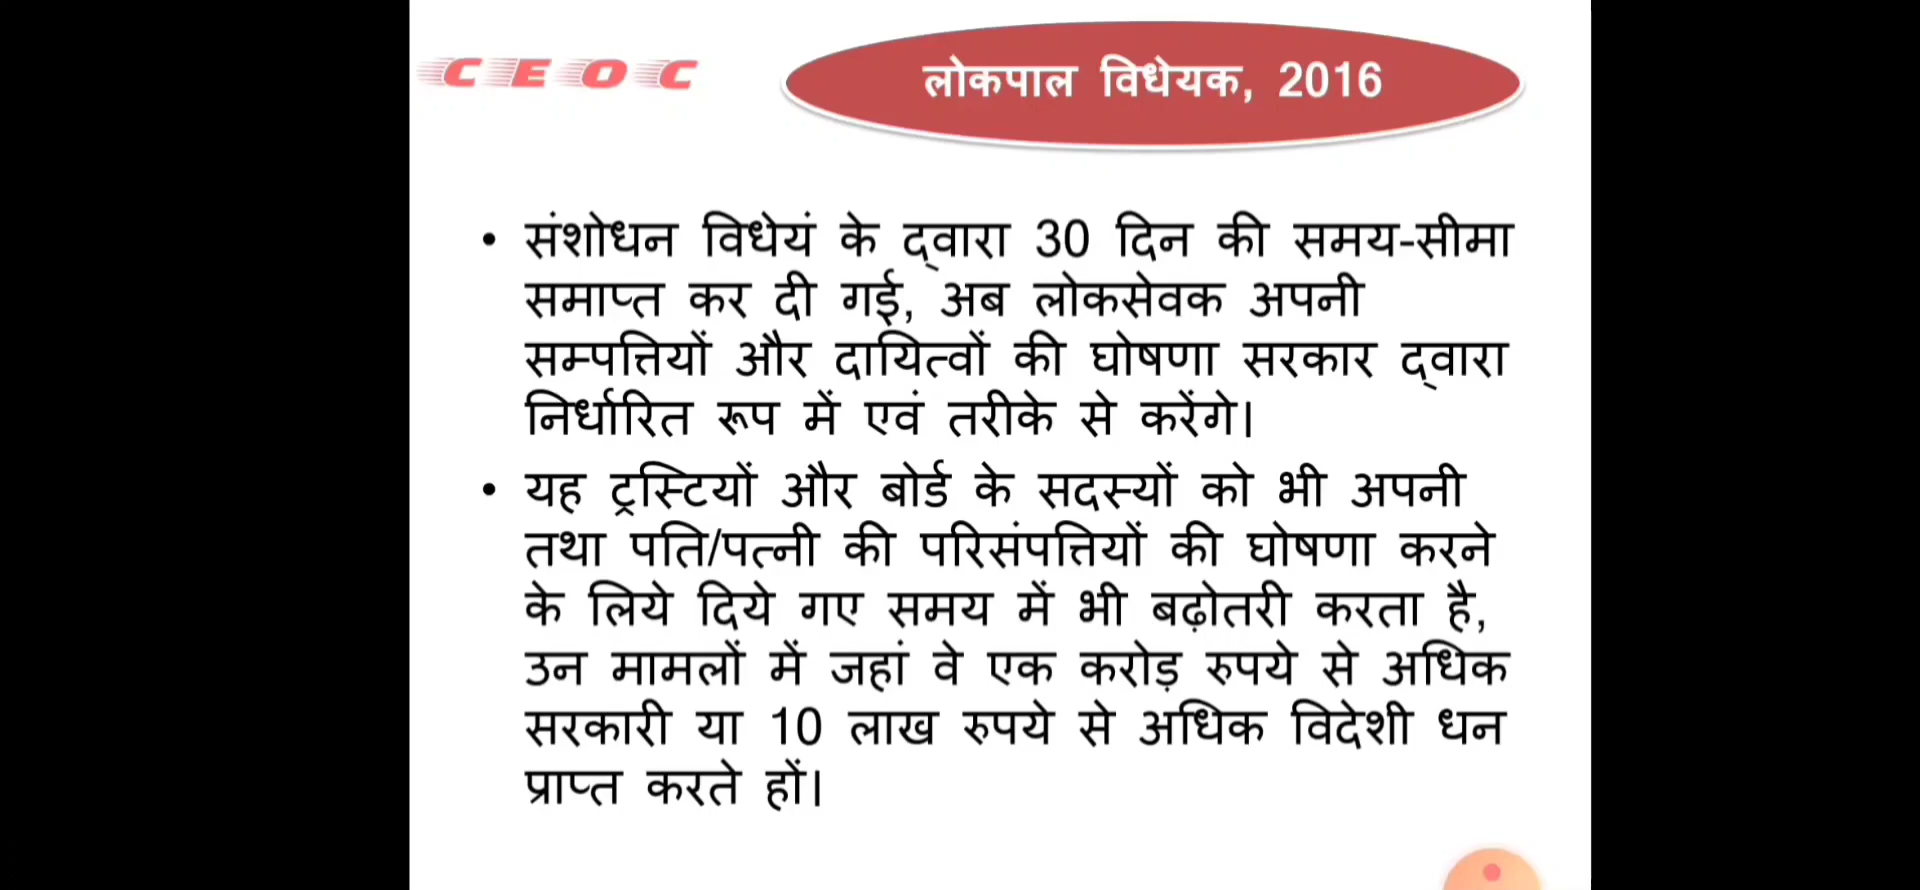 CEOC
लोकपाल विधेयक, 2016
• संशोधन विधेयं के द्वारा 30 दिन की समय-सीमा
समाप्त कर दी गई, अब लोकसेवक अपनी
सम्पत्तियों और दायित्वों की घोषणा सरकार द्वारा
निर्धारित रूप में एवं तरीके से करेंगे।
• यह ट्रस्टियों और बोर्ड के सदस्यों को भी अपनी
तथा पति/पत्नी की परिसंपत्तियों की घोषणा करने
के लिये दिये गए समय में भी बढ़ोतरी करता है,
उन मामलों में जहां वे एक करोड़ रुपये से अधिक
सरकारी या 10 लाख रुपये से अधिक विदेशी धन
प्राप्त करते हों।